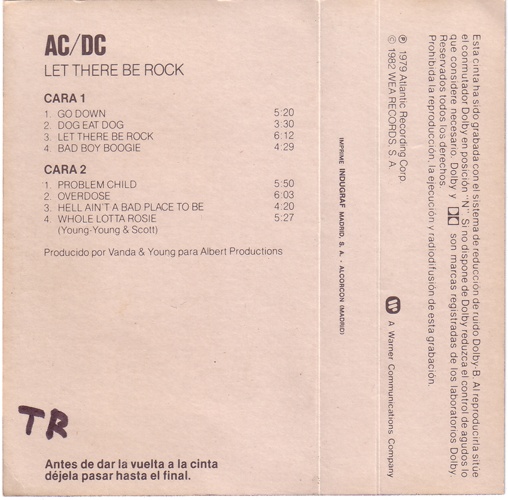 AC/DC
LET THERE BE ROCK
CARA 1
1. GO DOWN 5:20
2. DOG EAT DOG 3:30
3. LET THERE BE ROCK 6:12
4. BAD BOY BOOGIE 4:29
CARA 2
1. PROBLEM CHILD 5:50
2. OVERDOSE 6:03
3. HELL AIN'T A BAD PLACE TO BE 4:20
4. WHOLE LOTTA ROSIE 5:27
(Young-Young & Scott)
Producido por Vanda & Young para Albert Productions
TR
Antes de dar la vuelta a la cinta
déjela pasar hasta el final.
IMPRIME INDUGRAF MADRID, S. A. - ALCORCON (MADRID)
Ⓟ 1979 Atlantic Recording Corp.
© 1982 WEA RECORDS, S. A.
A Warner Communications Company
Esta cinta ha sido grabada con el sistema de reducción de ruido Dolby-B. Al reproducirla sitúe
el conmutador Dolby en posición "N". Si no dispone de Dolby reduzca el control de agudos lo
que considere necesario. Dolby y son marcas registradas de los laboratorios Dolby.
Reservados todos los derechos.
Prohibida la reproducción, la ejecución y radiodifusión de esta grabación.